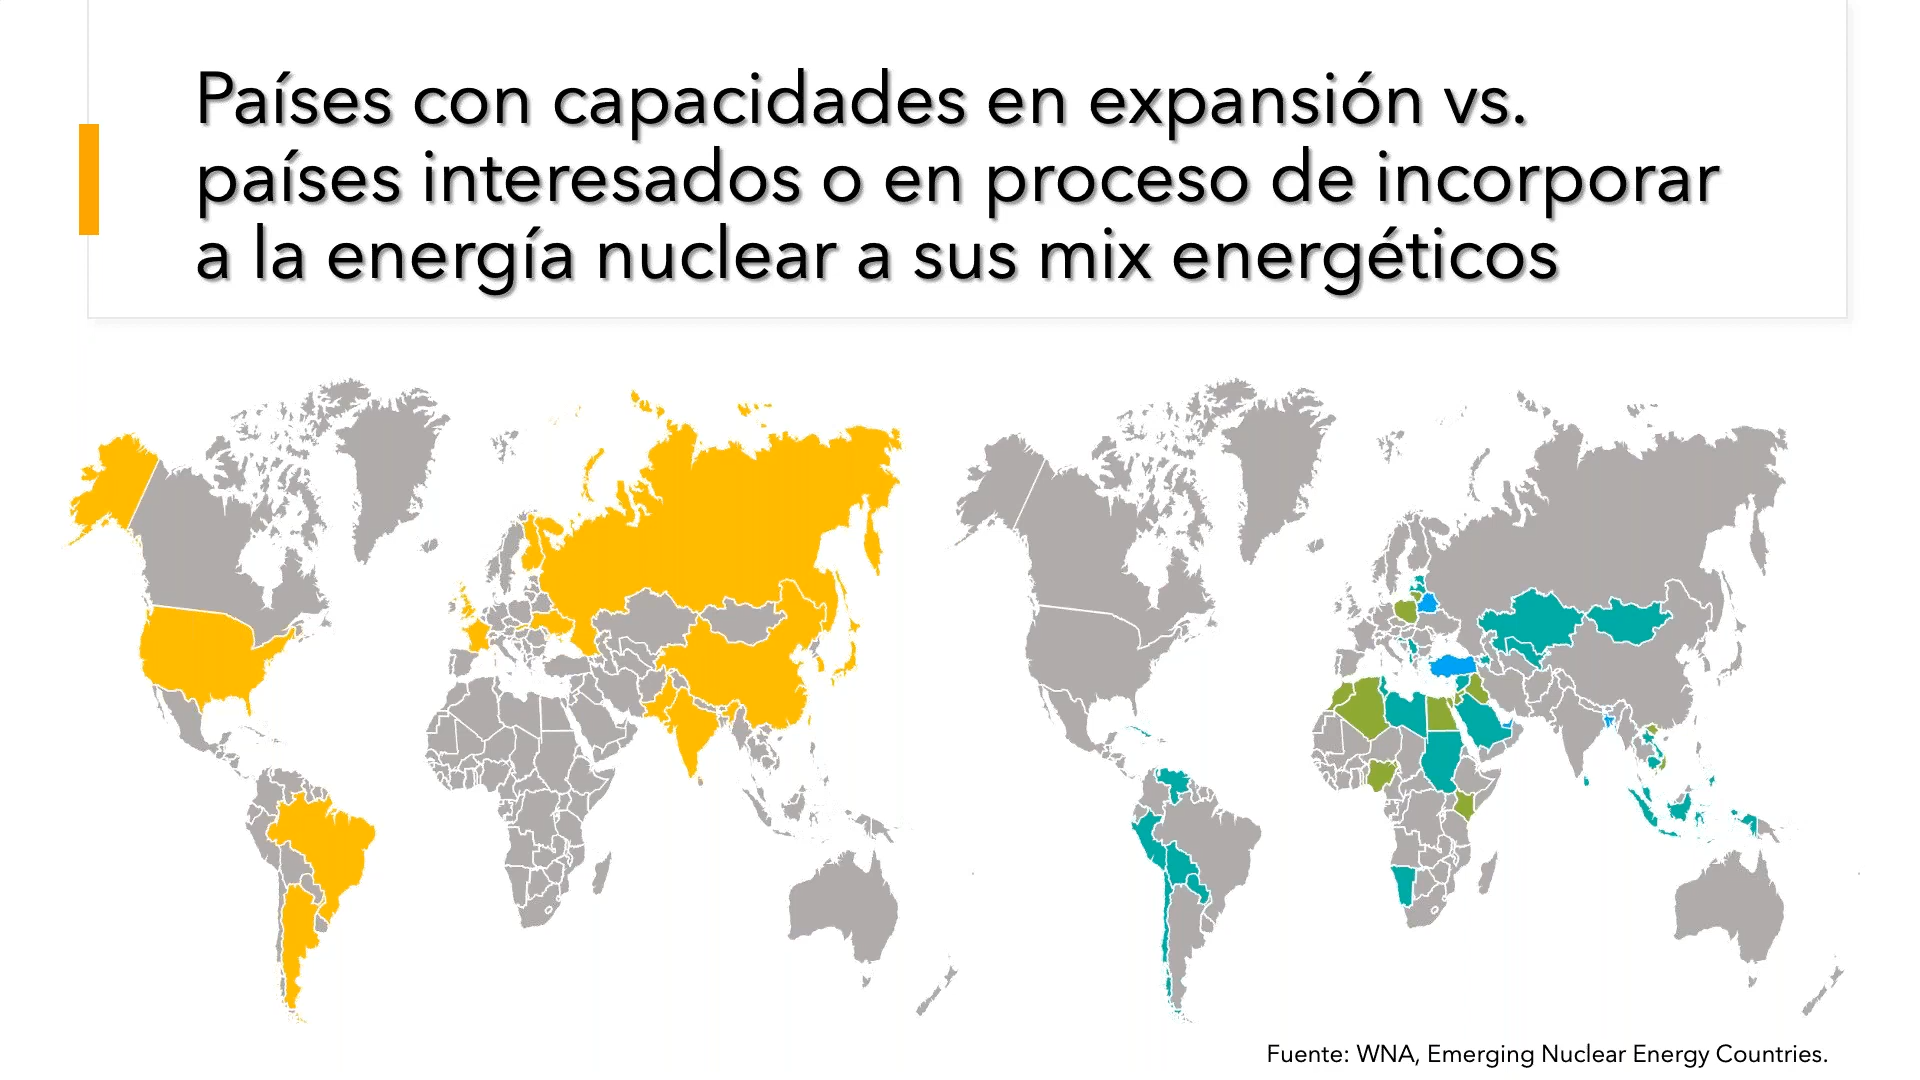 Países con capacidades en expansión vs.
países interesados o en proceso de incorporar
a la energía nuclear a sus mix energéticos
Fuente: WNA, Emerging Nuclear Energy Countries.